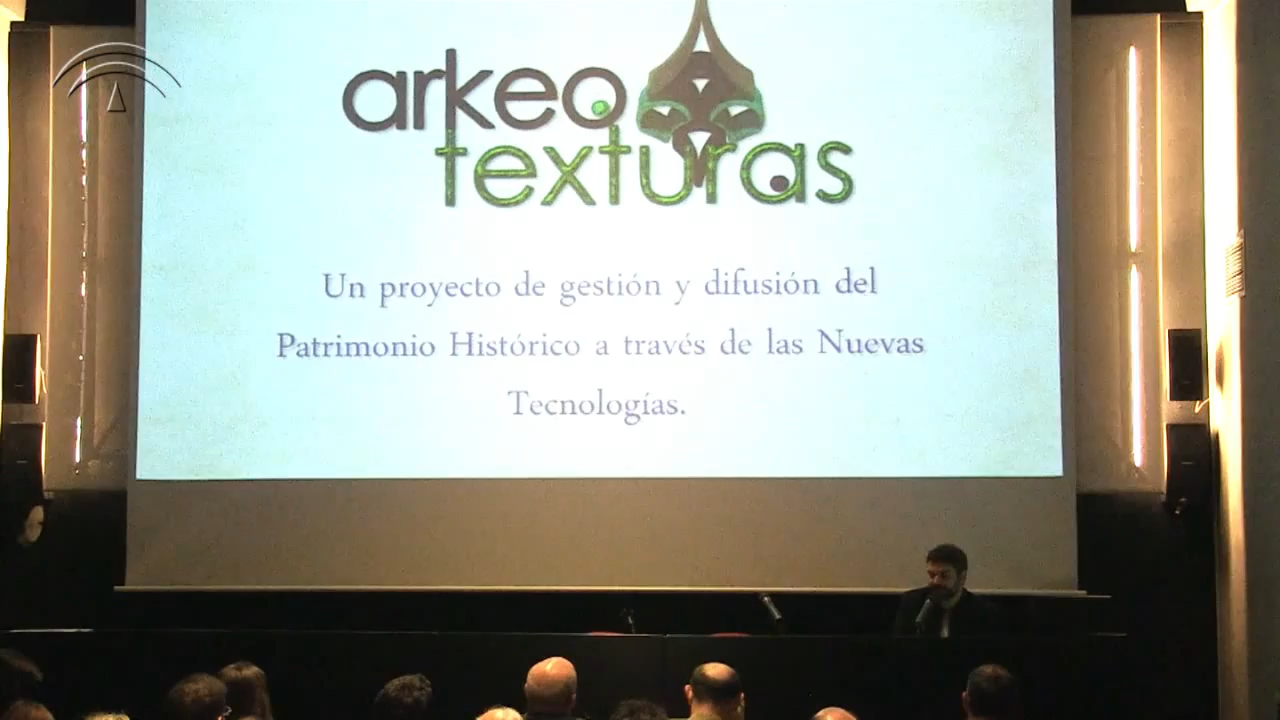 arkeo
texturas
Un proyecto de gestión y difusión del
Patrimonio Histórico a través de las Nuevas
Tecnologías.